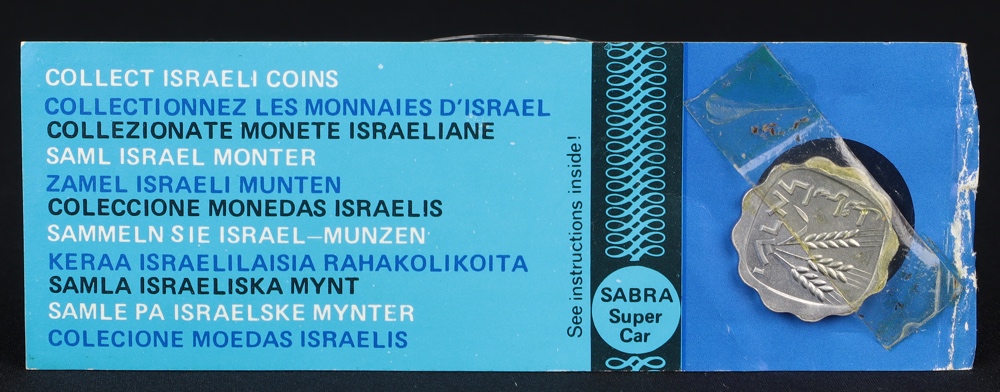 COLLECT ISRAELI COINS
COLLECTIONNEZ LES MONNAIES D'ISRAEL
COLLEZIONATE MONETE ISRAELIANE
SAML ISRAEL MONTER
ZAMEL ISRAELI MUNTEN
COLECCIONE MONEDAS ISRAELIS
SAMMELN SIE ISRAEL–MUNZEN
KERAA ISRAELILAISIA RAHAKOLIKOITA
SAMLA ISRAELISKA MYNT
SAMLE PA ISRAELSKE MYNTER
COLECIONE MOEDAS ISRAELIS
See instructions inside!
SABRA
Super
Car